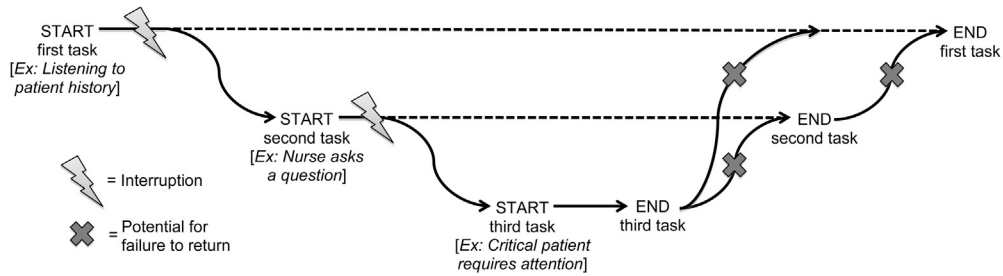 START
first task
[Ex: Listening to
patient history]
END
first task
START
second task
[Ex: Nurse asks
a question]
END
second task
START
third task
[Ex: Critical patient
requires attention]
END
third task
= Interruption
= Potential for
failure to return